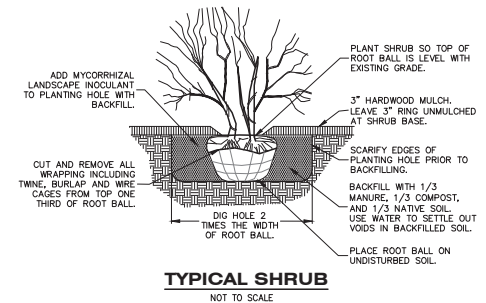 ADD MYCORRHIZAL
LANDSCAPE INOCULANT
TO PLANTING HOLE WITH
BACKFILL.
CUT AND REMOVE ALL
WRAPPING INCLUDING
TWINE, BURLAP AND WIRE
CAGES FROM TOP ONE
THIRD OF ROOT BALL.
PLANT SHRUB SO TOP OF
ROOT BALL IS LEVEL WITH
EXISTING GRADE.
3" HARDWOOD MULCH.
LEAVE 3" RING UNMULCHED
AT SHRUB BASE.
SCARIFY EDGES OF
PLANTING HOLE PRIOR TO
BACKFILLING.
BACKFILL WITH 1/3
MANURE, 1/3 COMPOST,
AND 1/3 NATIVE SOIL.
USE WATER TO SETTLE OUT
VOIDS IN BACKFILLED SOIL.
PLACE ROOT BALL ON
UNDISTURBED SOIL.
DIG HOLE 2
TIMES THE WIDTH
OF ROOT BALL.
TYPICAL SHRUB
NOT TO SCALE